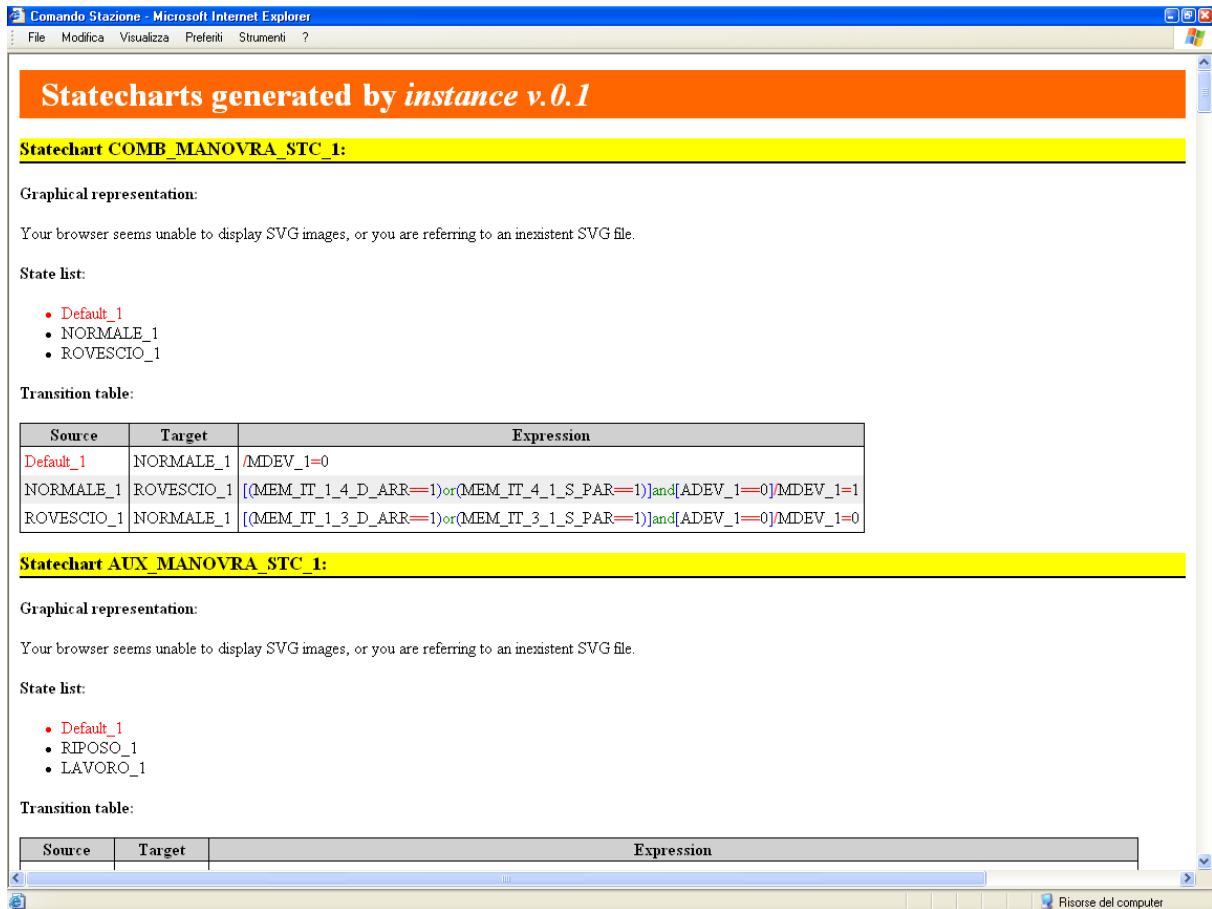 Comando Stazione - Microsoft Internet Explorer
File Modifica Visualizza Preferiti Strumenti ?
Statecharts generated by instance v.0.1
Statechart COMB_MANOVRA_STC_1:
Graphical representation:
Your browser seems unable to display SVG images, or you are referring to an inexistent SVG file.
State list:
Default_1
NORMALE_1
ROVESCIO_1
Transition table:
Source Target Expression
Default_1 NORMALE_1 /MDEV_1=0
NORMALE_1 ROVESCIO_1 [(MEM_IT_1_4_D_ARR==1)or(MEM_IT_4_1_S_PAR==1)]and[ADEV_1==0]/MDEV_1=1
ROVESCIO_1 NORMALE_1 [(MEM_IT_1_3_D_ARR==1)or(MEM_IT_3_1_S_PAR==1)]and[ADEV_1==0]/MDEV_1=0
Statechart AUX_MANOVRA_STC_1:
Graphical representation:
Your browser seems unable to display SVG images, or you are referring to an inexistent SVG file.
State list:
Default_1
RIPOSO_1
LAVORO_1
Transition table:
Source Target Expression
Risorse del computer